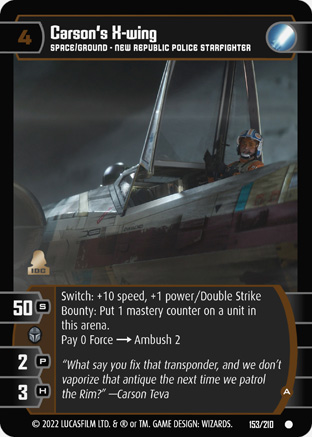 4
Carson's X-wing
SPACE/GROUND - NEW REPUBLIC POLICE STARFIGHTER
IDC
50 S
Switch: +10 speed, +1 power/Double Strike
Bounty: Put 1 mastery counter on a unit in
this arena.
Pay 0 Force → Ambush 2
2 P
3 H
“What say you fix that transponder, and we don't
vaporize that antique the next time we patrol
the Rim?” —Carson Teva
A
© 2022 LUCASFILM LTD. & ® or TM. GAME DESIGN: WIZARDS. 153/210